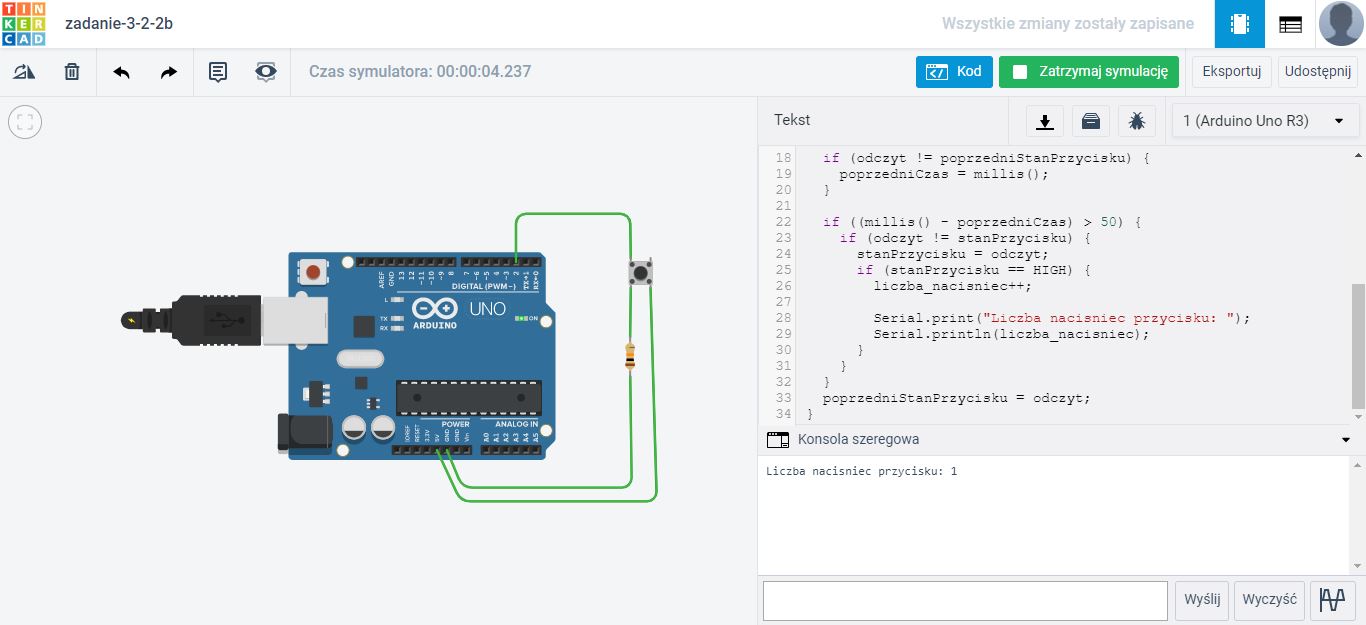 TIN
KER
CAD
zadanie-3-2-2b
Wszystkie zmiany zostały zapisane
Czas symulatora: 00:00:04.237
Kod
Zatrzymaj symulację
Eksportuj
Udostępnij
Tekst
1 (Arduino Uno R3)
18 if (odczyt != poprzedniStanPrzycisku) {
19 poprzedniCzas = millis();
20 }
21
22 if ((millis() - poprzedniCzas) > 50) {
23 if (odczyt != stanPrzycisku) {
24 stanPrzycisku = odczyt;
25 if (stanPrzycisku == HIGH) {
26 liczba_nacisniec++;
27
28 Serial.print("Liczba nacisniec przycisku: ");
29 Serial.println(liczba_nacisniec);
30 }
31 }
32 }
33 poprzedniStanPrzycisku = odczyt;
34 }
Konsola szeregowa
Liczba nacisniec przycisku: 1
Wyślij
Wyczyść
AREF
GND
13
12
~11
~10
~9
8
7
~6
~5
4
~3
2
TX→1
RX←0
DIGITAL (PWM~)
L
TX
RX
ARDUINO
UNO
ON
POWER
ANALOG IN
IOREF
RESET
3.3V
5V
GND
GND
Vin
A0
A1
A2
A3
A4
A5